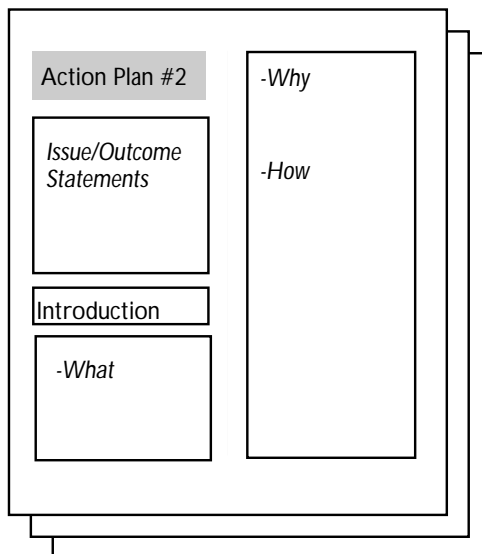 Action Plan #2
Issue/Outcome
Statements
Introduction
-What
-Why
-How